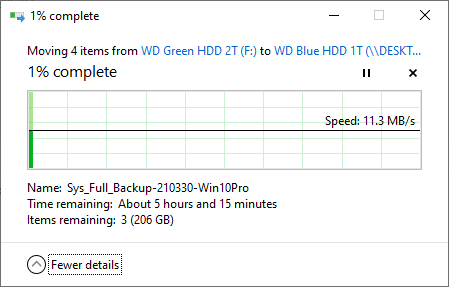 1% complete
Moving 4 items from WD Green HDD 2T (F:) to WD Blue HDD 1T (\\DESKT...
1% complete
Speed: 11.3 MB/s
Name: Sys_Full_Backup-210330-Win10Pro
Time remaining: About 5 hours and 15 minutes
Items remaining: 3 (206 GB)
Fewer details